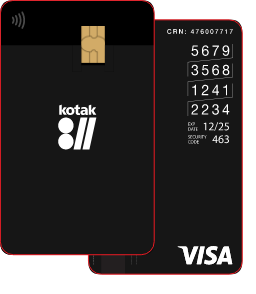 kotak
811
CRN: 476007717
5679
3568
1241
2234
EXP DATE 12/25
SECURITY CODE 463
VISA